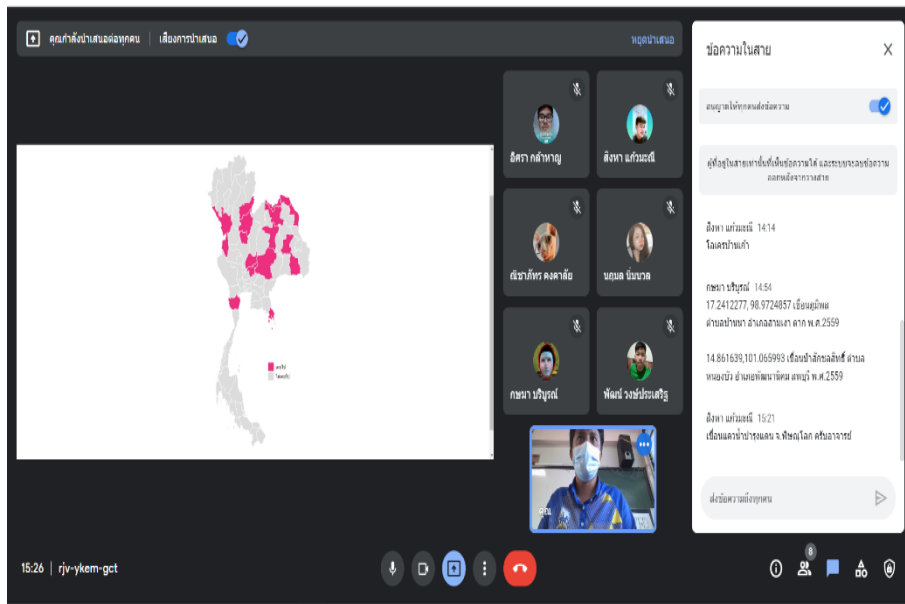 คุณกำลังนำเสนอต่อทุกคน
เสียงการนำเสนอ
หยุดนำเสนอ
อิศรา กล้าหาญ
สิงหา แก้วมะณี
ณิชาภัทร คงคาลัย
นฤมล นิ่มนวล
กษมา บริบูรณ์
พัฒน์ วงษ์ประเสริฐ
คุณ
15:26 | rjv-ykem-gct
ข้อความในสาย
อนุญาตให้ทุกคนส่งข้อความ
ผู้ที่อยู่ในสายเท่านั้นที่เห็นข้อความได้ และระบบจะลบข้อความ
ออกหลังจากวางสาย
สิงหา แก้วมะณี 14:14
กษมา บริบูรณ์ 14:54
17.2412277, 98.9724857 เขื่อนภูมิพล
อำเภอสามเงา ตาก พ.ศ.2559
14.861639,101.065993 เขื่อนป่าสักชลสิทธิ์ ตำบล
หนองบัว อำเภอพัฒนานิคม ลพบุรี พ.ศ.2559
สิงหา แก้วมะณี 15:21
เขื่อนแควน้ำบำรุงแดน จ.พิษณุโลก ครับอาจารย์
ส่งข้อความถึงทุกคน
8